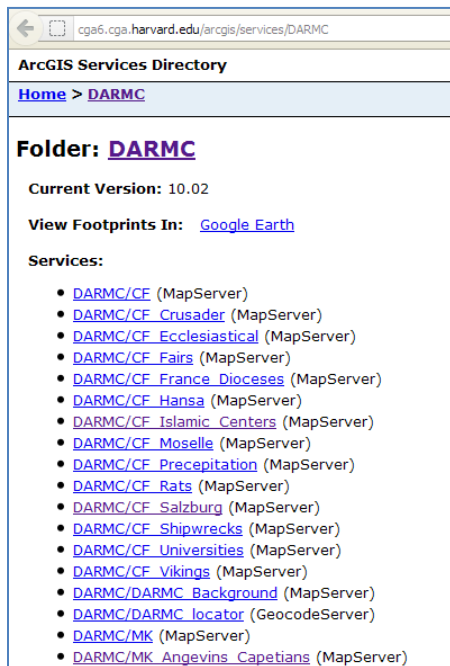 cga6.cga.harvard.edu/arcgis/services/DARMC
ArcGIS Services Directory
Home > DARMC
Folder: DARMC
Current Version: 10.02
View Footprints In: Google Earth
Services:
DARMC/CF (MapServer)
DARMC/CF_Crusader (MapServer)
DARMC/CF_Ecclesiastical (MapServer)
DARMC/CF_Fairs (MapServer)
DARMC/CF_France_Dioceses (MapServer)
DARMC/CF_Hansa (MapServer)
DARMC/CF_Islamic_Centers (MapServer)
DARMC/CF_Moselle (MapServer)
DARMC/CF_Precepitation (MapServer)
DARMC/CF_Rats (MapServer)
DARMC/CF_Salzburg (MapServer)
DARMC/CF_Shipwrecks (MapServer)
DARMC/CF_Universities (MapServer)
DARMC/CF_Vikings (MapServer)
DARMC/DARMC_Background (MapServer)
DARMC/DARMC_locator (GeocodeServer)
DARMC/MK (MapServer)
DARMC/MK_Angevins_Capetians (MapServer)